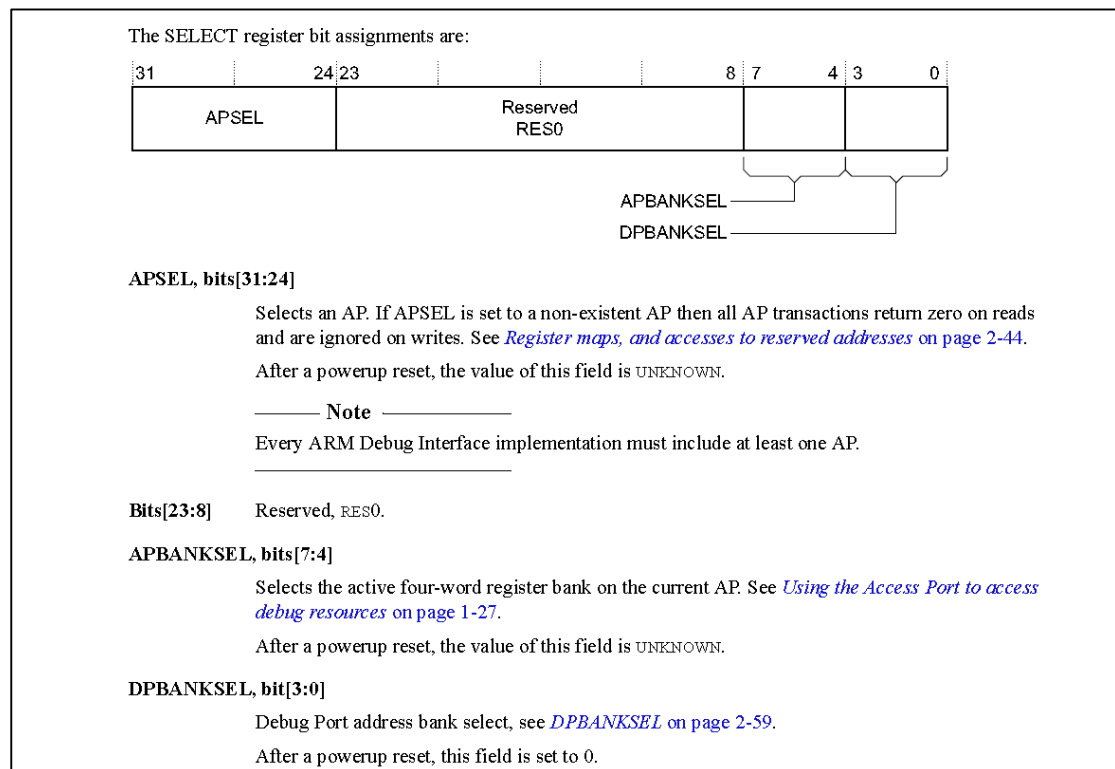 The SELECT register bit assignments are:
31 24 23 8 7 4 3 0
APSEL Reserved
RES0
APBANKSEL
DPBANKSEL
APSEL, bits[31:24]
Selects an AP. If APSEL is set to a non-existent AP then all AP transactions return zero on reads
and are ignored on writes. See Register maps, and accesses to reserved addresses on page 2-44.
After a powerup reset, the value of this field is UNKNOWN.
Note
Every ARM Debug Interface implementation must include at least one AP.
Bits[23:8] Reserved, RES0.
APBANKSEL, bits[7:4]
Selects the active four-word register bank on the current AP. See Using the Access Port to access
debug resources on page 1-27.
After a powerup reset, the value of this field is UNKNOWN.
DPBANKSEL, bit[3:0]
Debug Port address bank select, see DPBANKSEL on page 2-59.
After a powerup reset, this field is set to 0.